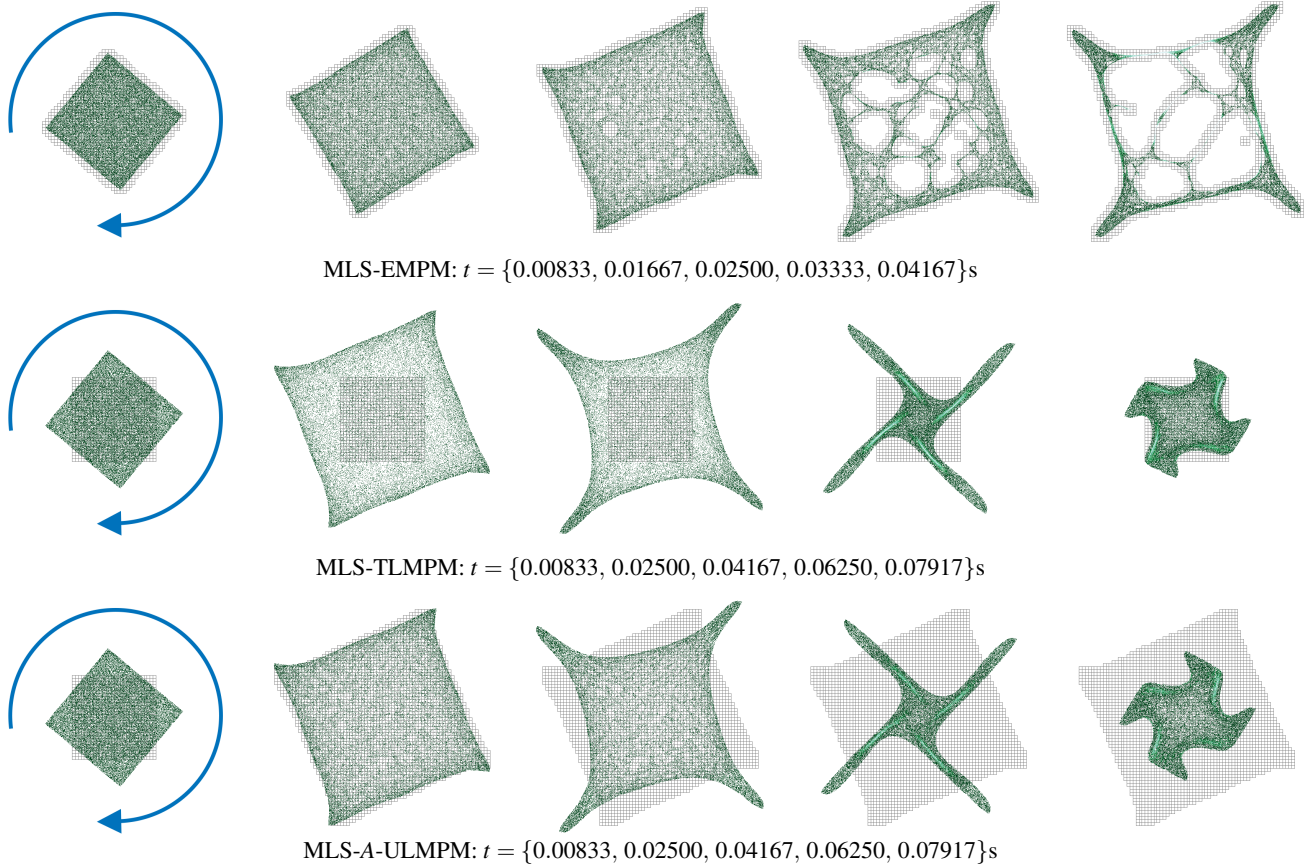 MLS-EMPM: t = {0.00833, 0.01667, 0.02500, 0.03333, 0.04167}s
MLS-TLMPM: t = {0.00833, 0.02500, 0.04167, 0.06250, 0.07917}s
MLS-A-ULMPM: t = {0.00833, 0.02500, 0.04167, 0.06250, 0.07917}s